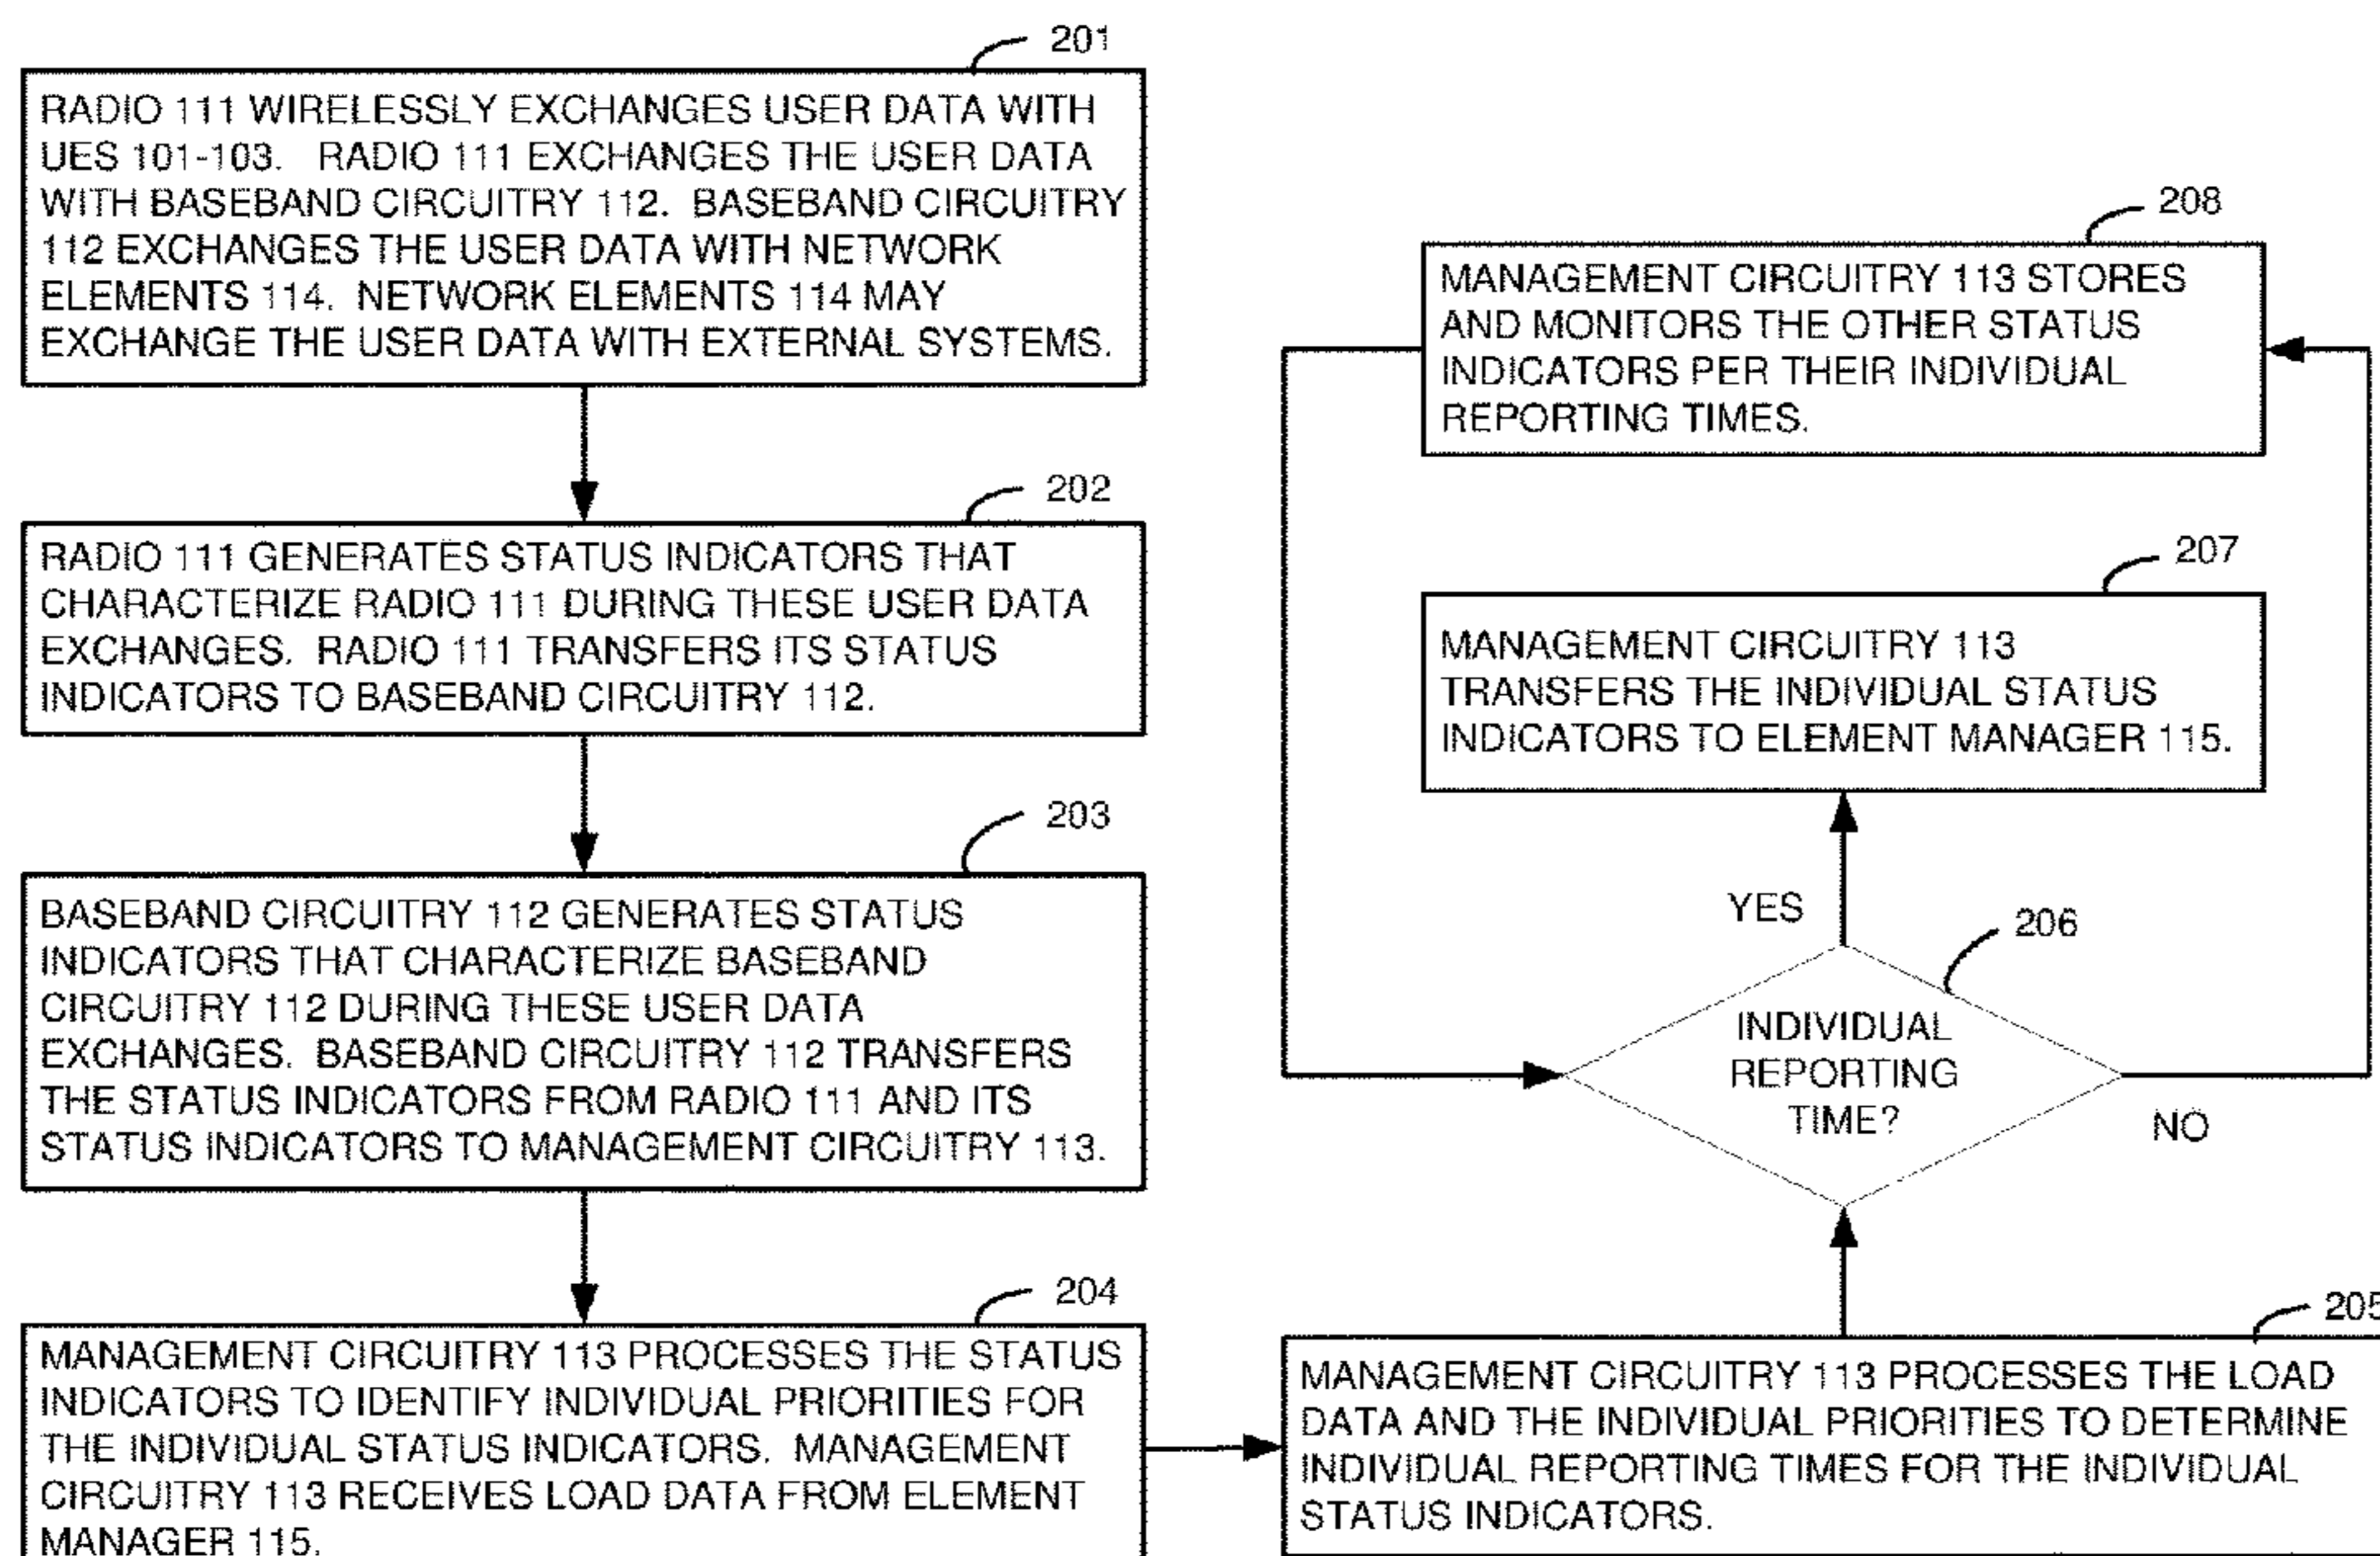 201
RADIO 111 WIRELESSLY EXCHANGES USER DATA WITH
UES 101-103. RADIO 111 EXCHANGES THE USER DATA
WITH BASEBAND CIRCUITRY 112. BASEBAND CIRCUITRY
112 EXCHANGES THE USER DATA WITH NETWORK
ELEMENTS 114. NETWORK ELEMENTS 114 MAY
EXCHANGE THE USER DATA WITH EXTERNAL SYSTEMS.
202
RADIO 111 GENERATES STATUS INDICATORS THAT
CHARACTERIZE RADIO 111 DURING THESE USER DATA
EXCHANGES. RADIO 111 TRANSFERS ITS STATUS
INDICATORS TO BASEBAND CIRCUITRY 112.
203
BASEBAND CIRCUITRY 112 GENERATES STATUS
INDICATORS THAT CHARACTERIZE BASEBAND
CIRCUITRY 112 DURING THESE USER DATA
EXCHANGES. BASEBAND CIRCUITRY 112 TRANSFERS
THE STATUS INDICATORS FROM RADIO 111 AND ITS
STATUS INDICATORS TO MANAGEMENT CIRCUITRY 113.
204
MANAGEMENT CIRCUITRY 113 PROCESSES THE STATUS
INDICATORS TO IDENTIFY INDIVIDUAL PRIORITIES FOR
THE INDIVIDUAL STATUS INDICATORS. MANAGEMENT
CIRCUITRY 113 RECEIVES LOAD DATA FROM ELEMENT
MANAGER 115.
205
MANAGEMENT CIRCUITRY 113 PROCESSES THE LOAD
DATA AND THE INDIVIDUAL PRIORITIES TO DETERMINE
INDIVIDUAL REPORTING TIMES FOR THE INDIVIDUAL
STATUS INDICATORS.
206
INDIVIDUAL
REPORTING
TIME?
YES
NO
207
MANAGEMENT CIRCUITRY 113
TRANSFERS THE INDIVIDUAL STATUS
INDICATORS TO ELEMENT MANAGER 115.
208
MANAGEMENT CIRCUITRY 113 STORES
AND MONITORS THE OTHER STATUS
INDICATORS PER THEIR INDIVIDUAL
REPORTING TIMES.